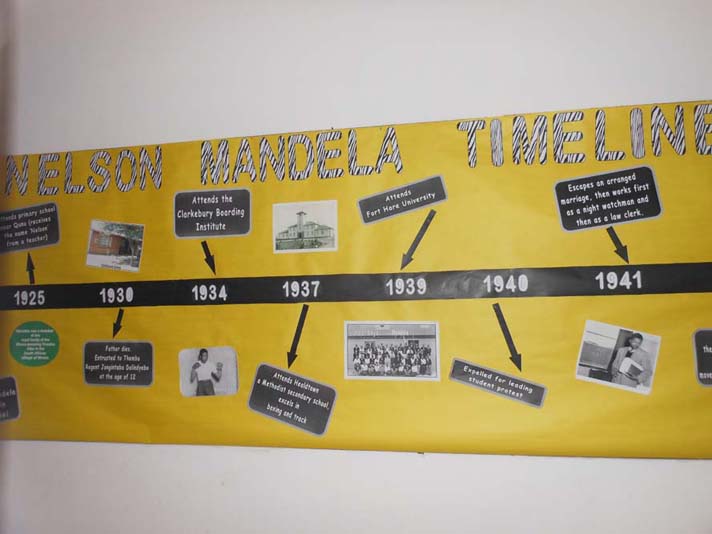 NELSON MANDELA TIMELINE
Attends primary school
near Qunu (receives
the name 'Nelson'
from a teacher)
Attends the
Clarkebury Boarding
Institute
Attends
Fort Hare University
Escapes an arranged
marriage, then works first
as a night watchman and
then as a law clerk.
1925
1930
1934
1937
1939
1940
1941
Father dies.
Entrusted to Thembu
Regent Jongintaba Dalindyebo
at the age of 12
Attends Healdtown
a Methodist secondary school,
excels in
boxing and track
Expelled for leading
student protest